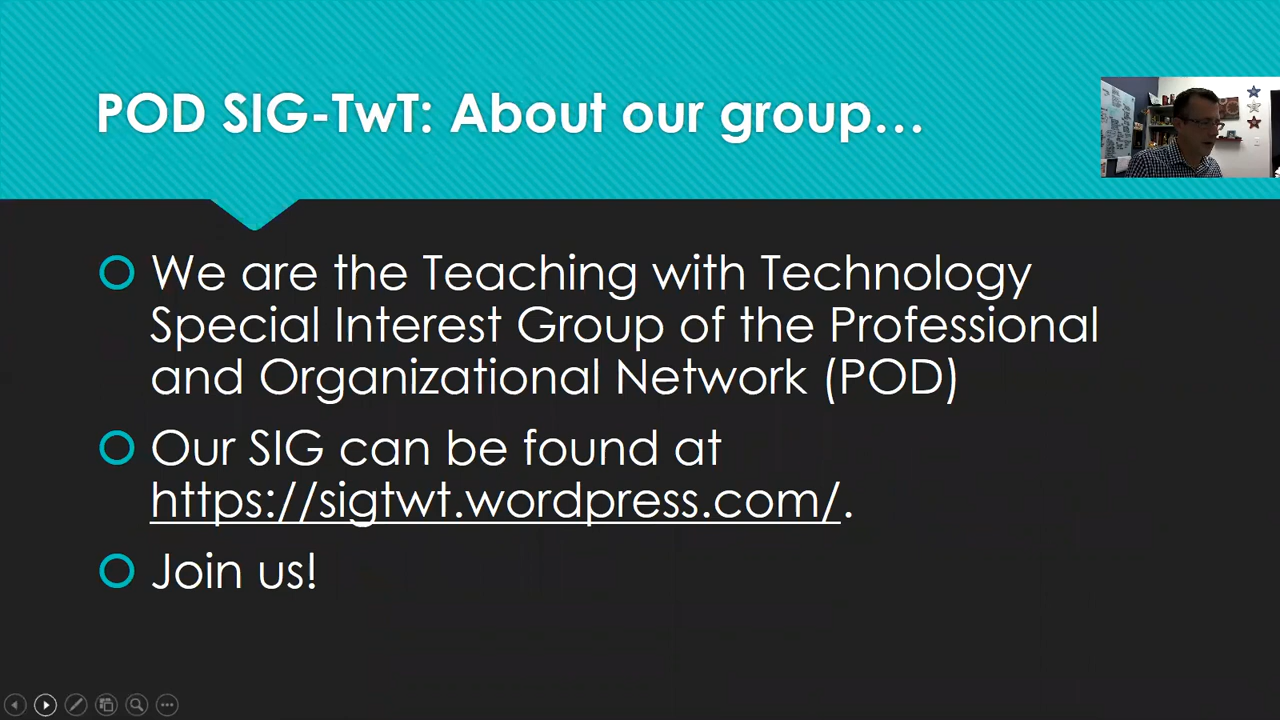 POD SIG-TwT: About our group…
We are the Teaching with Technology
Special Interest Group of the Professional
and Organizational Network (POD)
Our SIG can be found at
https://sigtwt.wordpress.com/.
Join us!